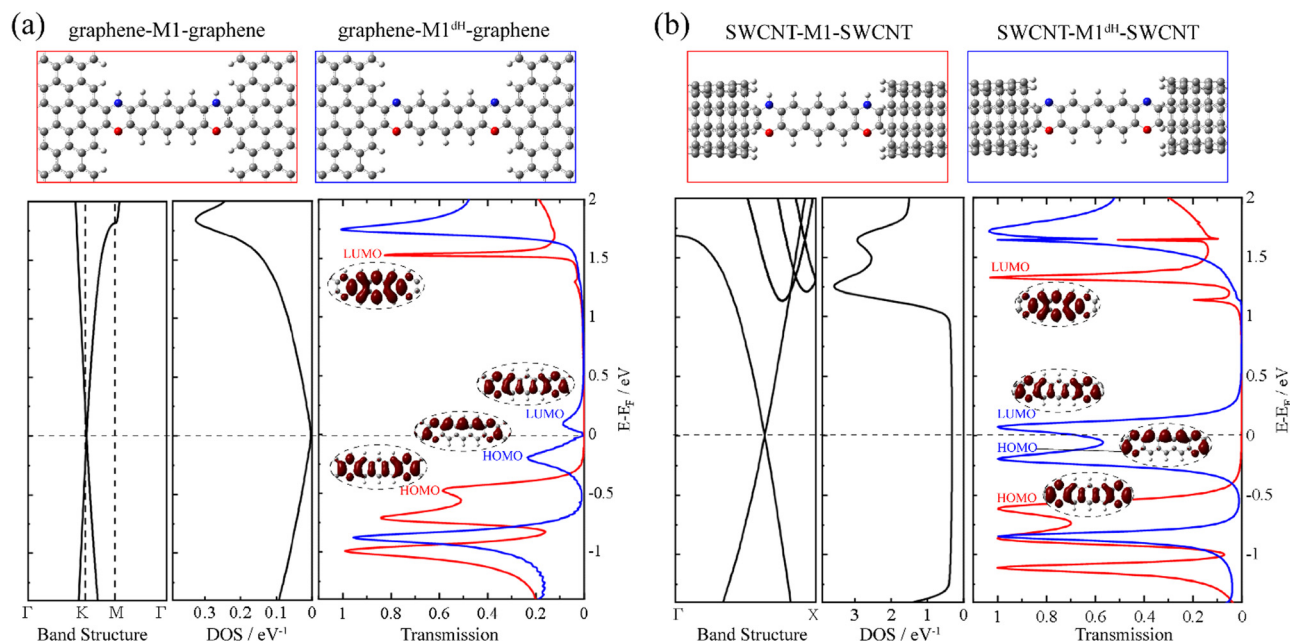 (a)
graphene-M1-graphene
graphene-M1dH-graphene
2
1.5
1
0.5
0
-0.5
-1
E-EF / eV
LUMO
LUMO
HOMO
HOMO
Γ K M Γ
0.3 0.2 0.1 0
1 0.8 0.6 0.4 0.2 0
Band Structure
DOS / eV-1
Transmission
(b)
SWCNT-M1-SWCNT
SWCNT-M1dH-SWCNT
2
1.5
1
0.5
0
-0.5
-1
E-EF / eV
LUMO
LUMO
HOMO
HOMO
Γ X
3 2 1 0
1 0.8 0.6 0.4 0.2 0
Band Structure
DOS / eV-1
Transmission